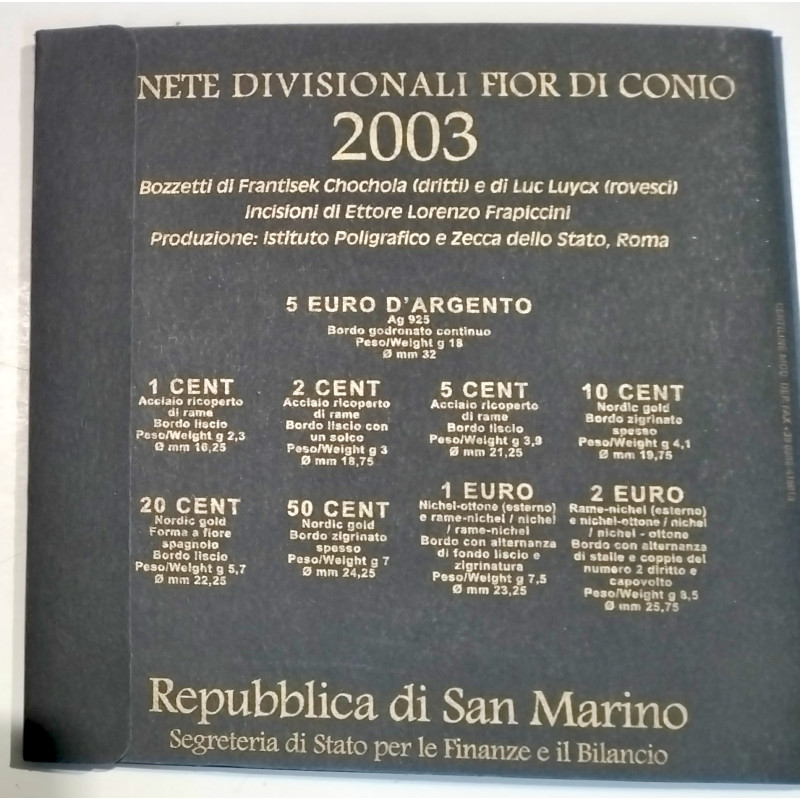 NETE DIVISIONALI FIOR DI CONIO
2003
Bozzetti di Frantisek Chochola (dritti) e di Luc Luycx (rovesci)
Incisioni di Ettore Lorenzo Frapiccini
Produzione: Istituto Poligrafico e Zecca dello Stato, Roma
5 EURO D'ARGENTO
Ag 925
Bordo godronato continuo
Peso/Weight g 18
Ø mm 32
1 CENT
Acciaio ricoperto
di rame
Bordo liscio
Peso/Weight g 2,3
Ø mm 16,25
2 CENT
Acciaio ricoperto
di rame
Bordo liscio con
un solco
Peso/Weight g 3
Ø mm 18,75
5 CENT
Acciaio ricoperto
di rame
Bordo liscio
Peso/Weight g 3,9
Ø mm 21,25
10 CENT
Nordic gold
Bordo zigrinato
spesso
Peso/Weight g 4,1
Ø mm 19,75
20 CENT
Nordic gold
Forma a fiore
spagnolo
Bordo liscio
Peso/Weight g 5,7
Ø mm 22,25
50 CENT
Nordic gold
Bordo zigrinato
spesso
Peso/Weight g 7
Ø mm 24,25
1 EURO
Nichel-ottone (esterno)
e rame-nichel / nichel
/ rame-nichel
Bordo con alternanza
di fondo liscio e
zigrinatura
Peso/Weight g 7,5
Ø mm 23,25
2 EURO
Rame-nichel (esterno)
e nichel-ottone / nichel
/ nichel - ottone
Bordo con alternanza
di stelle e coppie del
numero 2 diritto e
capovolto
Peso/Weight g 8,5
Ø mm 25,75
Repubblica di San Marino
Segreteria di Stato per le Finanze e il Bilancio